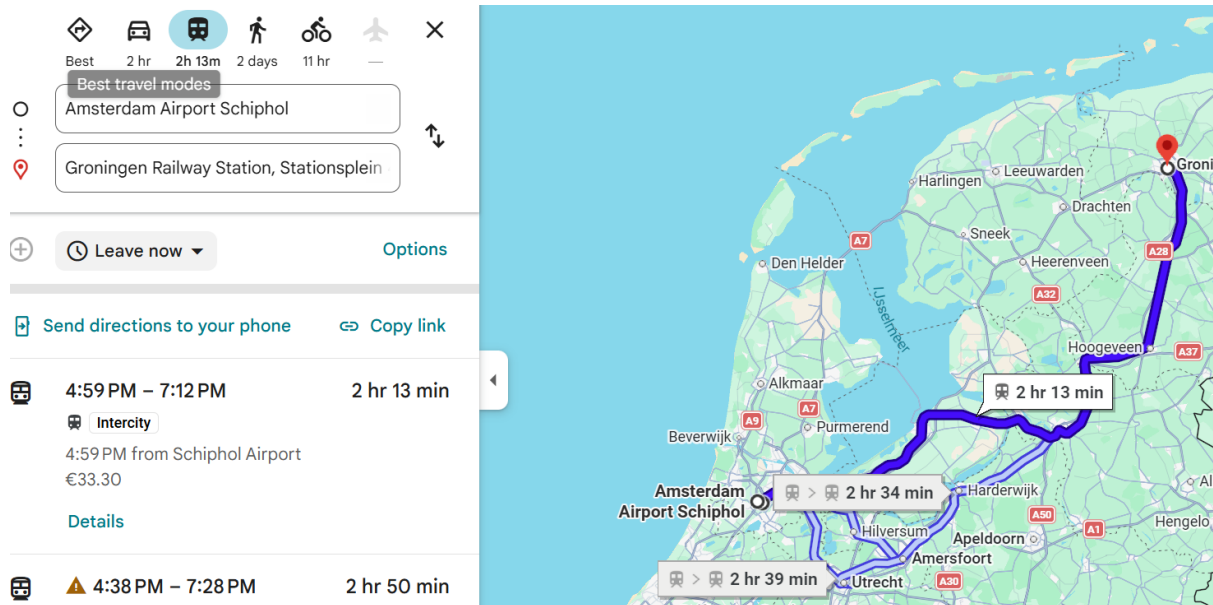 Best
2 hr
2h 13m
2 days
11 hr
—
Best travel modes
Amsterdam Airport Schiphol
Groningen Railway Station, Stationsplein
Leave now
Options
Send directions to your phone
Copy link
4:59 PM – 7:12 PM
2 hr 13 min
Intercity
4:59 PM from Schiphol Airport
€33.30
Details
4:38 PM – 7:28 PM
2 hr 50 min
Groni
Leeuwarden
Harlingen
Drachten
Sneek
A7
A28
Den Helder
Heerenveen
A32
IJsselmeer
Hoogeveen
A37
Alkmaar
2 hr 13 min
A7
A9
Purmerend
Beverwijk
Al
Amsterdam
Airport Schiphol
2 hr 34 min
Harderwijk
A50
Hengelo
A1
Hilversum
Apeldoorn
Amersfoort
2 hr 39 min
Utrecht
A30